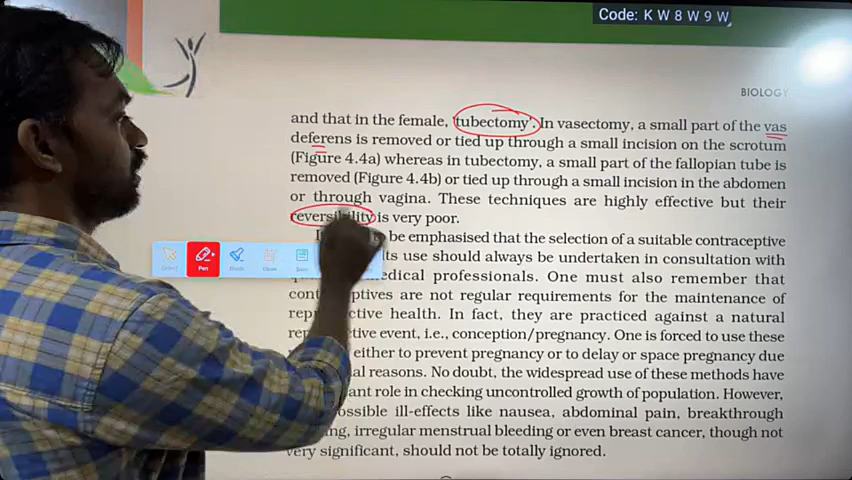 Code: K W 8 W 9 W
BIOLOGY
and that in the female, 'tubectomy'. In vasectomy, a small part of the vas
deferens is removed or tied up through a small incision on the scrotum
(Figure 4.4a) whereas in tubectomy, a small part of the fallopian tube is
removed (Figure 4.4b) or tied up through a small incision in the abdomen
or through vagina. These techniques are highly effective but their
reversibility is very poor.
be emphasised that the selection of a suitable contraceptive
use should always be undertaken in consultation with
professionals. One must also remember that
are not regular requirements for the maintenance of
health. In fact, they are practiced against a natural
event, i.e., conception/pregnancy. One is forced to use these
either to prevent pregnancy or to delay or space pregnancy due
reasons. No doubt, the widespread use of these methods have
role in checking uncontrolled growth of population. However,
ill-effects like nausea, abdominal pain, breakthrough
irregular menstrual bleeding or even breast cancer, though not
very significant, should not be totally ignored.
Select
Pen